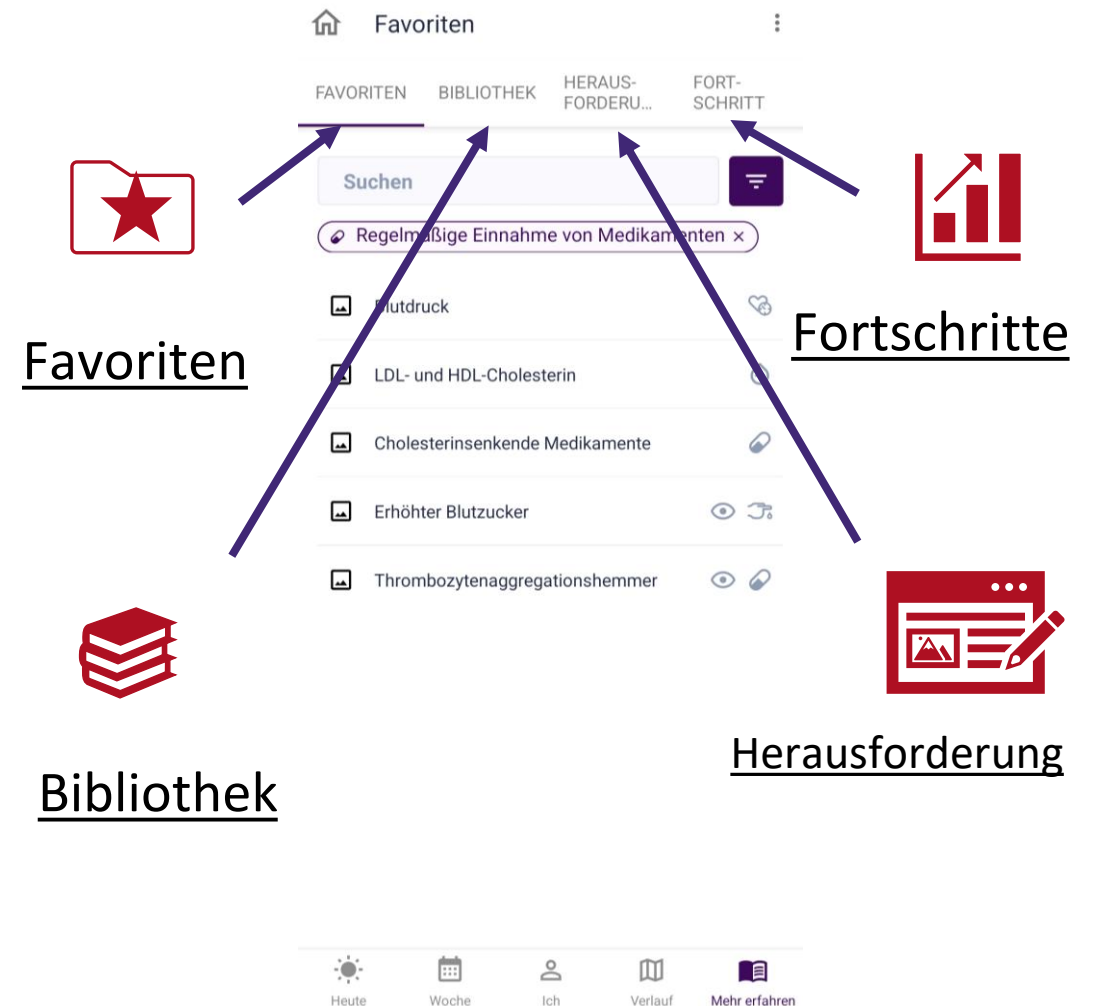 Favoriten
FAVORITEN
BIBLIOTHEK
HERAUS-
FORDERU...
FORT-
SCHRITT
Suchen
Regelmäßige Einnahme von Medikamenten ×
Blutdruck
Fortschritte
Favoriten
LDL- und HDL-Cholesterin
Cholesterinsenkende Medikamente
Erhöhter Blutzucker
Thrombozytenaggregationshemmer
Herausforderung
Bibliothek
Heute
Woche
Ich
Verlauf
Mehr erfahren